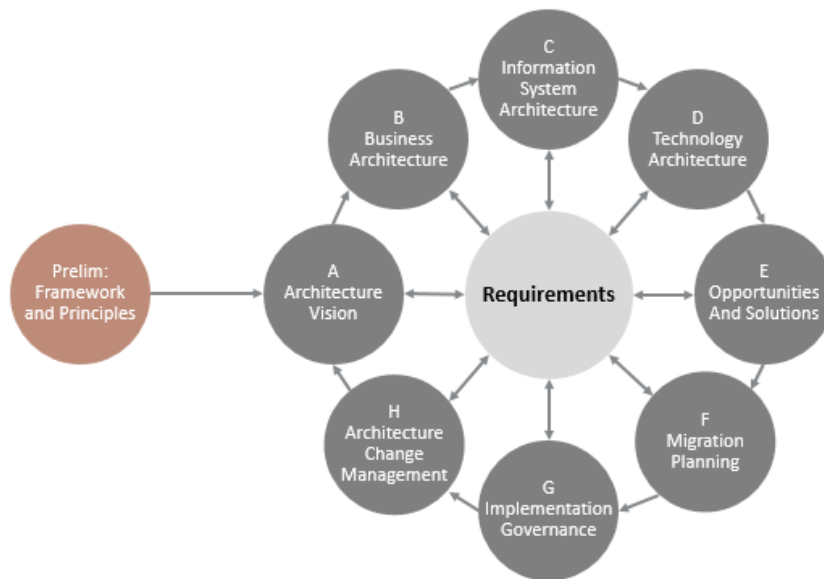 Prelim:
Framework
and Principles
A
Architecture
Vision
B
Business
Architecture
C
Information
System
Architecture
D
Technology
Architecture
E
Opportunities
And Solutions
F
Migration
Planning
G
Implementation
Governance
H
Architecture
Change
Management
Requirements